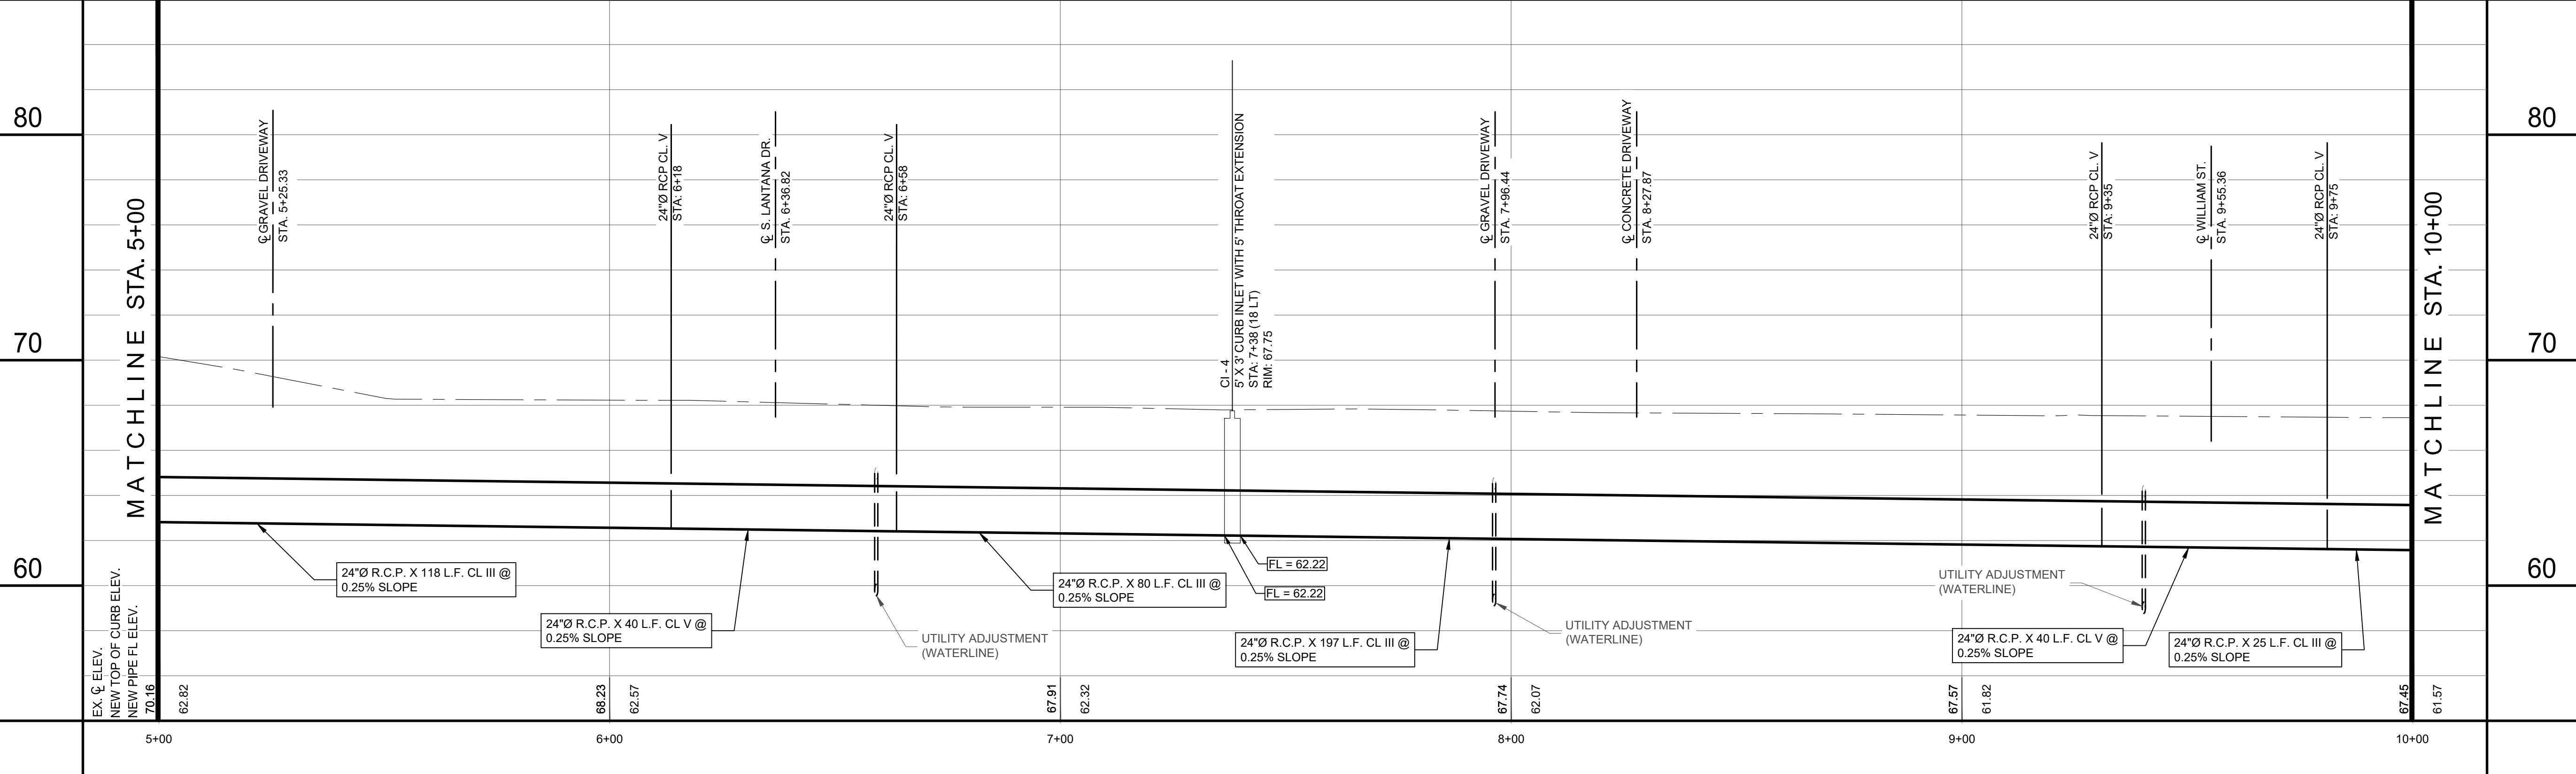 80
70
60
MATCHLINE STA. 5+00
℄ GRAVEL DRIVEWAY
STA. 5+25.33
24"Ø RCP CL. V
STA: 6+18
℄ S. LANTANA DR.
STA. 6+36.82
24"Ø RCP CL. V
STA: 6+58
CI - 4
5' X 3' CURB INLET WITH 5' THROAT EXTENSION
STA: 7+38 (18 LT)
RIM: 67.75
℄ GRAVEL DRIVEWAY
STA. 7+96.44
℄ CONCRETE DRIVEWAY
STA. 8+27.87
24"Ø RCP CL. V
STA: 9+35
℄ WILLIAM ST.
STA. 9+55.36
24"Ø RCP CL. V
STA: 9+75
MATCHLINE STA. 10+00
80
70
60
24"Ø R.C.P. X 118 L.F. CL III @
0.25% SLOPE
24"Ø R.C.P. X 40 L.F. CL V @
0.25% SLOPE
UTILITY ADJUSTMENT
(WATERLINE)
24"Ø R.C.P. X 80 L.F. CL III @
0.25% SLOPE
FL = 62.22
FL = 62.22
24"Ø R.C.P. X 197 L.F. CL III @
0.25% SLOPE
UTILITY ADJUSTMENT
(WATERLINE)
UTILITY ADJUSTMENT
(WATERLINE)
24"Ø R.C.P. X 40 L.F. CL V @
0.25% SLOPE
24"Ø R.C.P. X 25 L.F. CL III @
0.25% SLOPE
EX. ℄ ELEV.
NEW TOP OF CURB ELEV.
NEW PIPE FL ELEV.
70.16
62.82
68.23
62.57
67.91
62.32
67.74
62.07
67.57
61.82
67.45
61.57
5+00
6+00
7+00
8+00
9+00
10+00